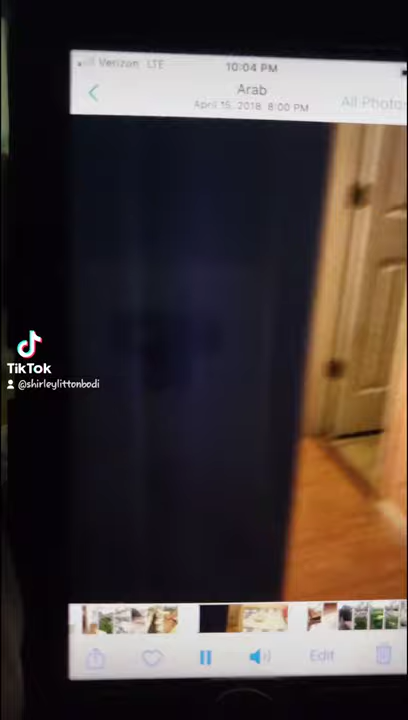 Verizon LTE 10:04 PM
Arab
April 15, 2018 8:00 PM
All Photos
TikTok
@shirleylittonbodi
Edit